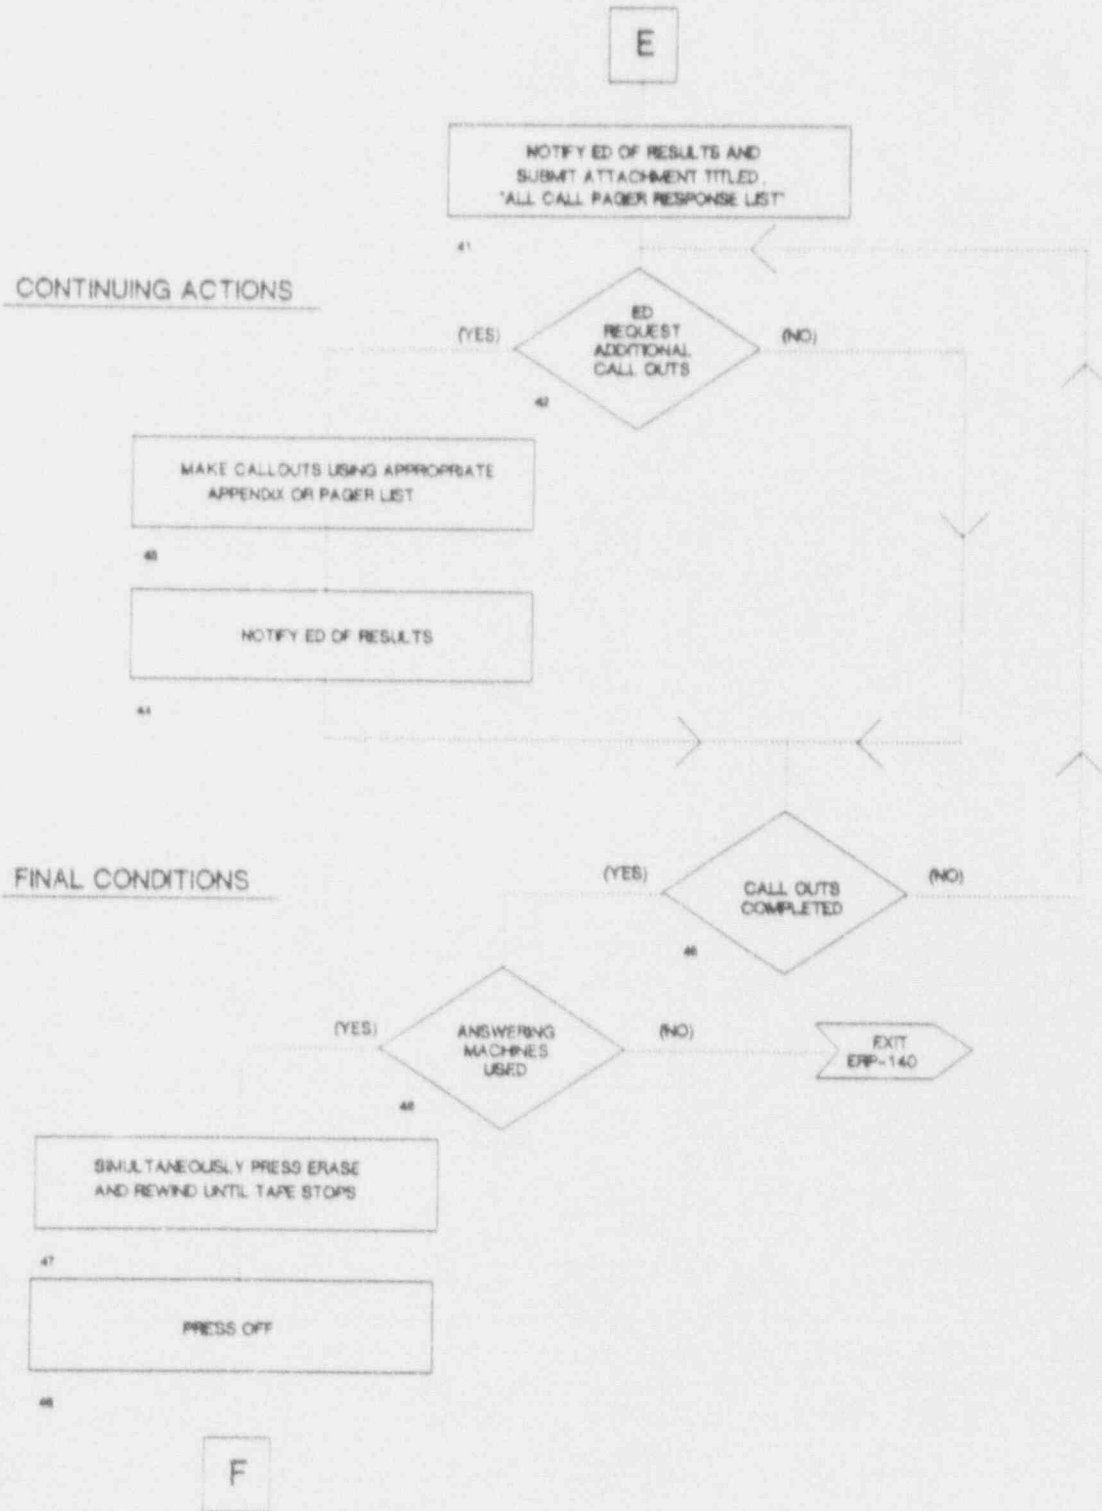 E
NOTIFY ED OF RESULTS AND
SUBMIT ATTACHMENT TITLED,
"ALL CALL PAGER RESPONSE LIST"
41
CONTINUING ACTIONS
(YES)
ED
REQUEST
ADDITIONAL
CALL OUTS
(NO)
42
MAKE CALLOUTS USING APPROPRIATE
APPENDIX OR PAGER LIST
43
NOTIFY ED OF RESULTS
44
FINAL CONDITIONS
(YES)
CALL OUTS
COMPLETED
(NO)
(YES)
ANSWERING
MACHINES
USED
(NO)
EXIT
ERP-140
SIMULTANEOUSLY PRESS ERASE
AND REWIND UNTIL TAPE STOPS
47
PRESS OFF
F